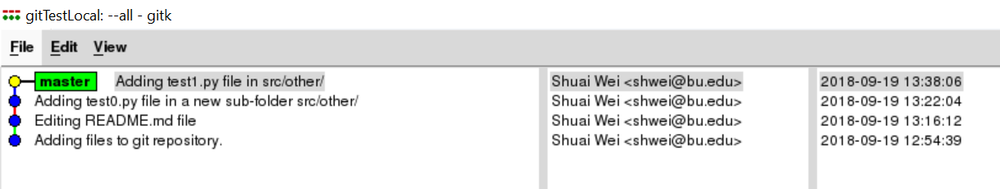 gitTestLocal: --all - gitk
File Edit View
master Adding test1.py file in src/other/ Shuai Wei <shwei@bu.edu> 2018-09-19 13:38:06
Adding test0.py file in a new sub-folder src/other/ Shuai Wei <shwei@bu.edu> 2018-09-19 13:22:04
Editing README.md file Shuai Wei <shwei@bu.edu> 2018-09-19 13:16:12
Adding files to git repository. Shuai Wei <shwei@bu.edu> 2018-09-19 12:54:39